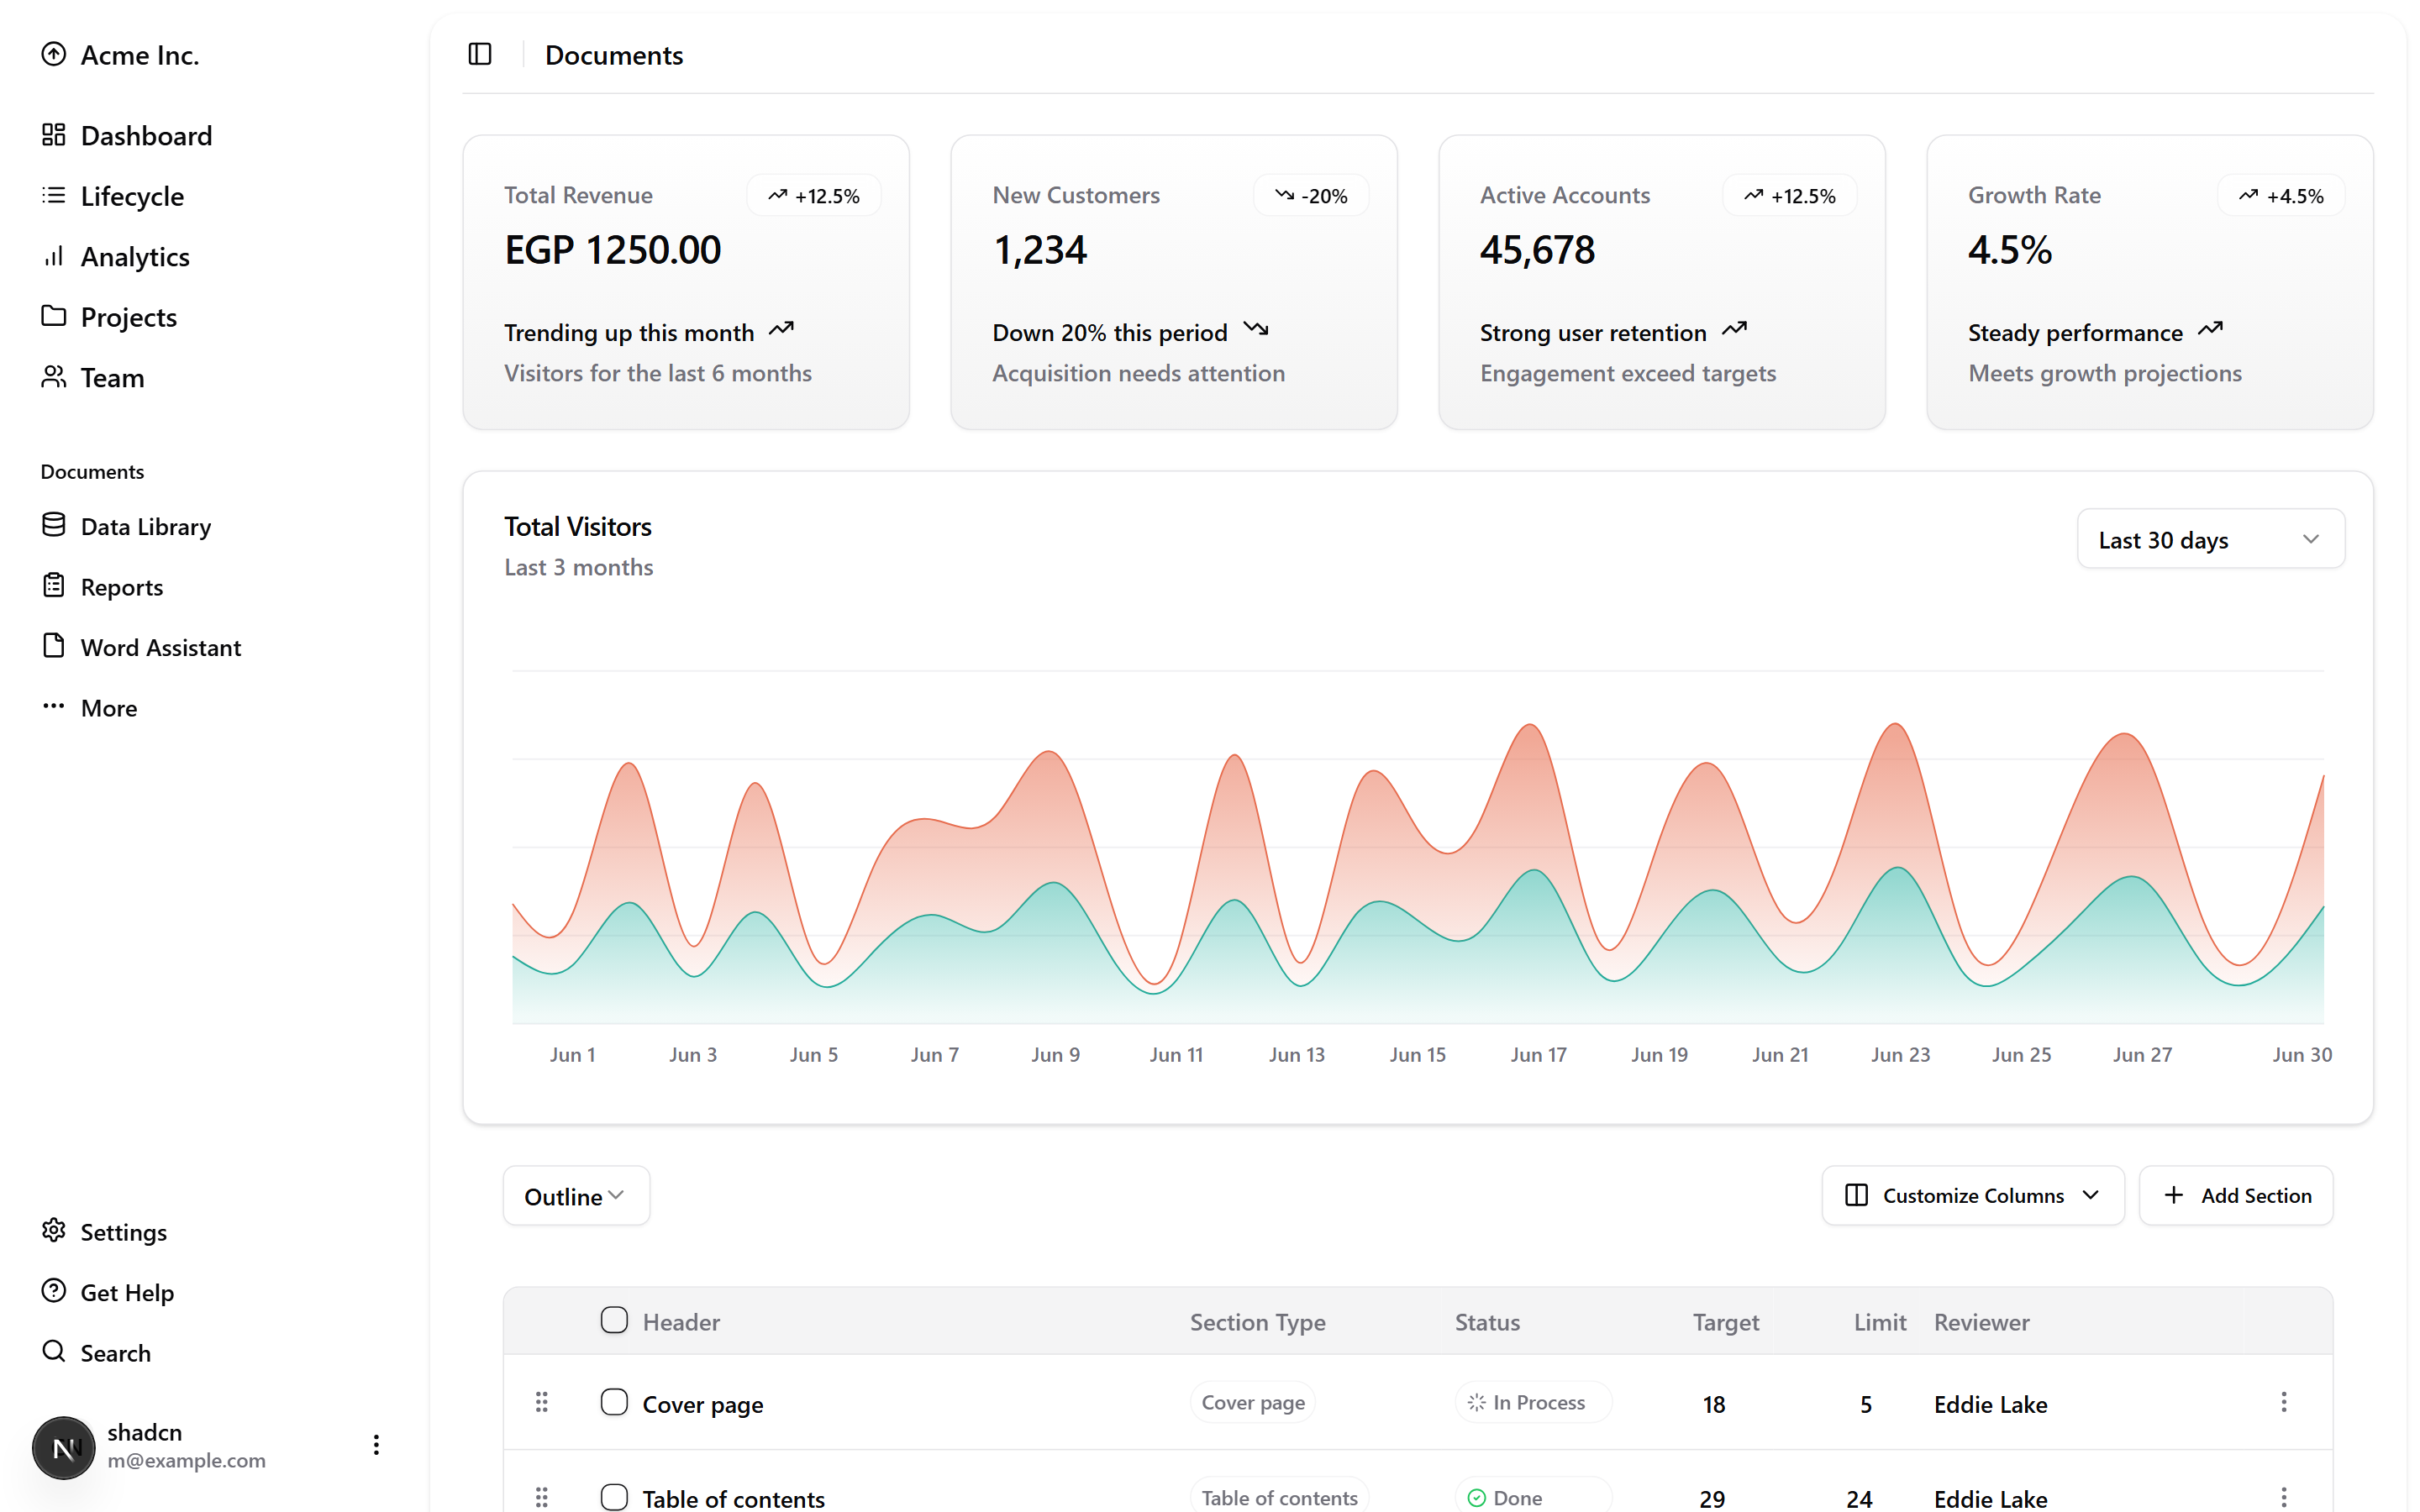 Acme Inc.
Dashboard
Lifecycle
Analytics
Projects
Team
Documents
Data Library
Reports
Word Assistant
More
Settings
Get Help
Search
shadcn
m@example.com
Documents
Total Revenue
+12.5%
EGP 1250.00
Trending up this month
Visitors for the last 6 months
New Customers
-20%
1,234
Down 20% this period
Acquisition needs attention
Active Accounts
+12.5%
45,678
Strong user retention
Engagement exceed targets
Growth Rate
+4.5%
4.5%
Steady performance
Meets growth projections
Total Visitors
Last 3 months
Last 30 days
Jun 1 Jun 3 Jun 5 Jun 7 Jun 9 Jun 11 Jun 13 Jun 15 Jun 17 Jun 19 Jun 21 Jun 23 Jun 25 Jun 27 Jun 30
Outline
Customize Columns
Add Section
Header Section Type Status Target Limit Reviewer
Cover page Cover page In Process 18 5 Eddie Lake
Table of contents Table of contents Done 29 24 Eddie Lake